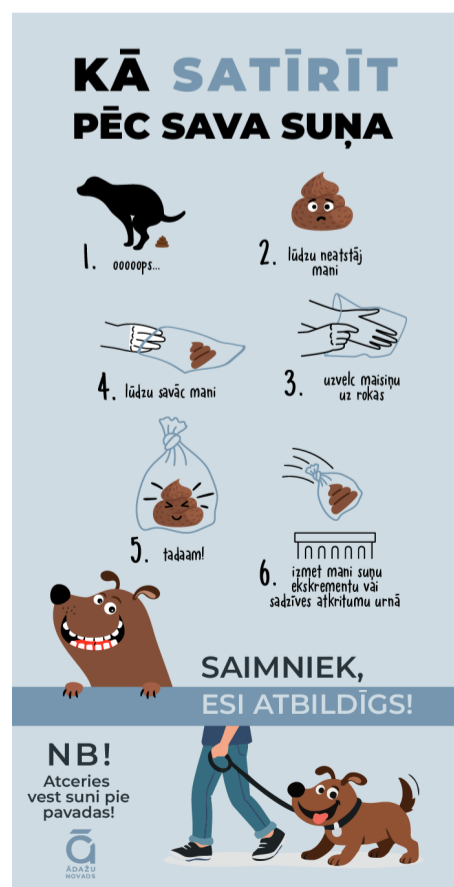 KĀ SATĪRĪT
PĒC SAVA SUŅA
1. ooooops...
2. lūdzu neatstāj
mani
3. uzvelc maisiņu
uz rokas
4. lūdzu savāc mani
5. tadaam!
6. izmet mani suņu
ekskrementu vai
sadzīves atkritumu urnā
SAIMNIEK,
ESI ATBILDĪGS!
NB!
Atceries
vest suni pie
pavadas!
ĀDAŽU
NOVADS